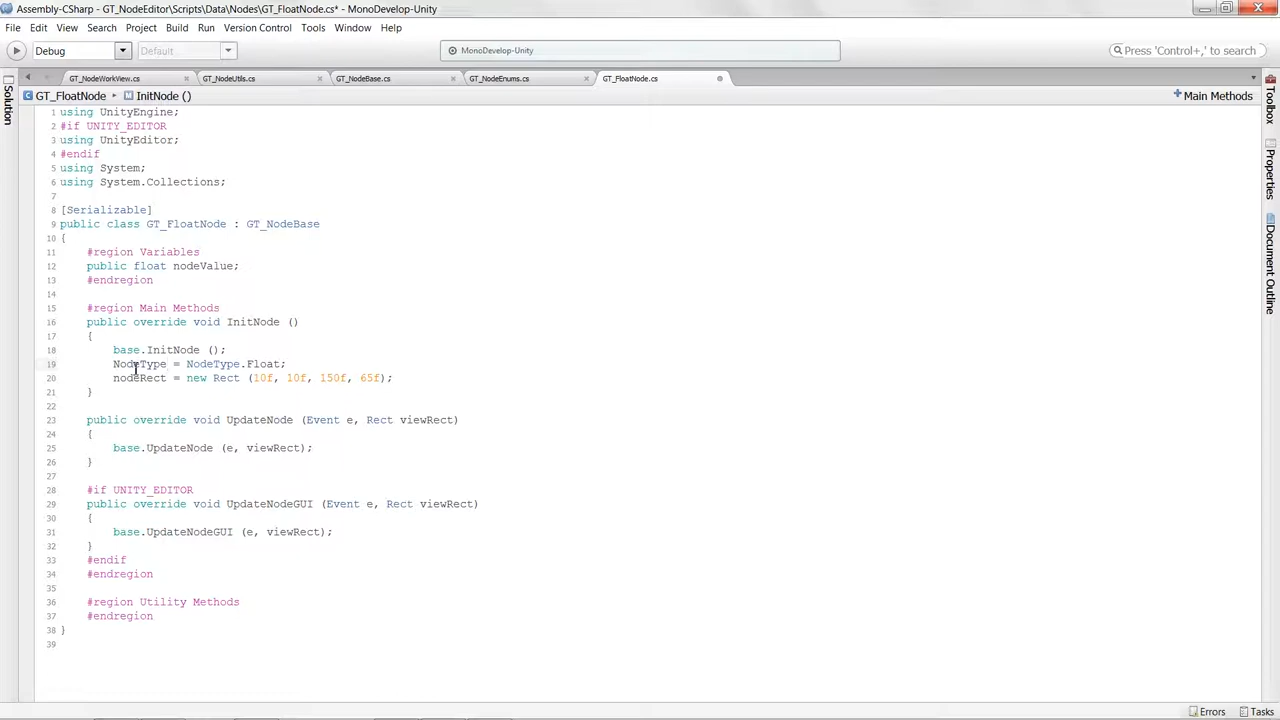 Assembly-CSharp - GT_NodeEditor\Scripts\Data\Nodes\GT_FloatNode.cs* - MonoDevelop-Unity
File Edit View Search Project Build Run Version Control Tools Window Help
Debug Default MonoDevelop-Unity Press 'Control+,' to search
GT_NodeWorkView.cs GT_NodeUtils.cs GT_NodeBase.cs GT_NodeEnums.cs GT_FloatNode.cs
GT_FloatNode InitNode () Main Methods
Solution
Toolbox
Properties
Document Outline
1 using UnityEngine;
2 #if UNITY_EDITOR
3 using UnityEditor;
4 #endif
5 using System;
6 using System.Collections;
7
8 [Serializable]
9 public class GT_FloatNode : GT_NodeBase
10 {
11 #region Variables
12 public float nodeValue;
13 #endregion
14
15 #region Main Methods
16 public override void InitNode ()
17 {
18 base.InitNode ();
19 NodeType = NodeType.Float;
20 nodeRect = new Rect (10f, 10f, 150f, 65f);
21 }
22
23 public override void UpdateNode (Event e, Rect viewRect)
24 {
25 base.UpdateNode (e, viewRect);
26 }
27
28 #if UNITY_EDITOR
29 public override void UpdateNodeGUI (Event e, Rect viewRect)
30 {
31 base.UpdateNodeGUI (e, viewRect);
32 }
33 #endif
34 #endregion
35
36 #region Utility Methods
37 #endregion
38 }
39
Errors Tasks